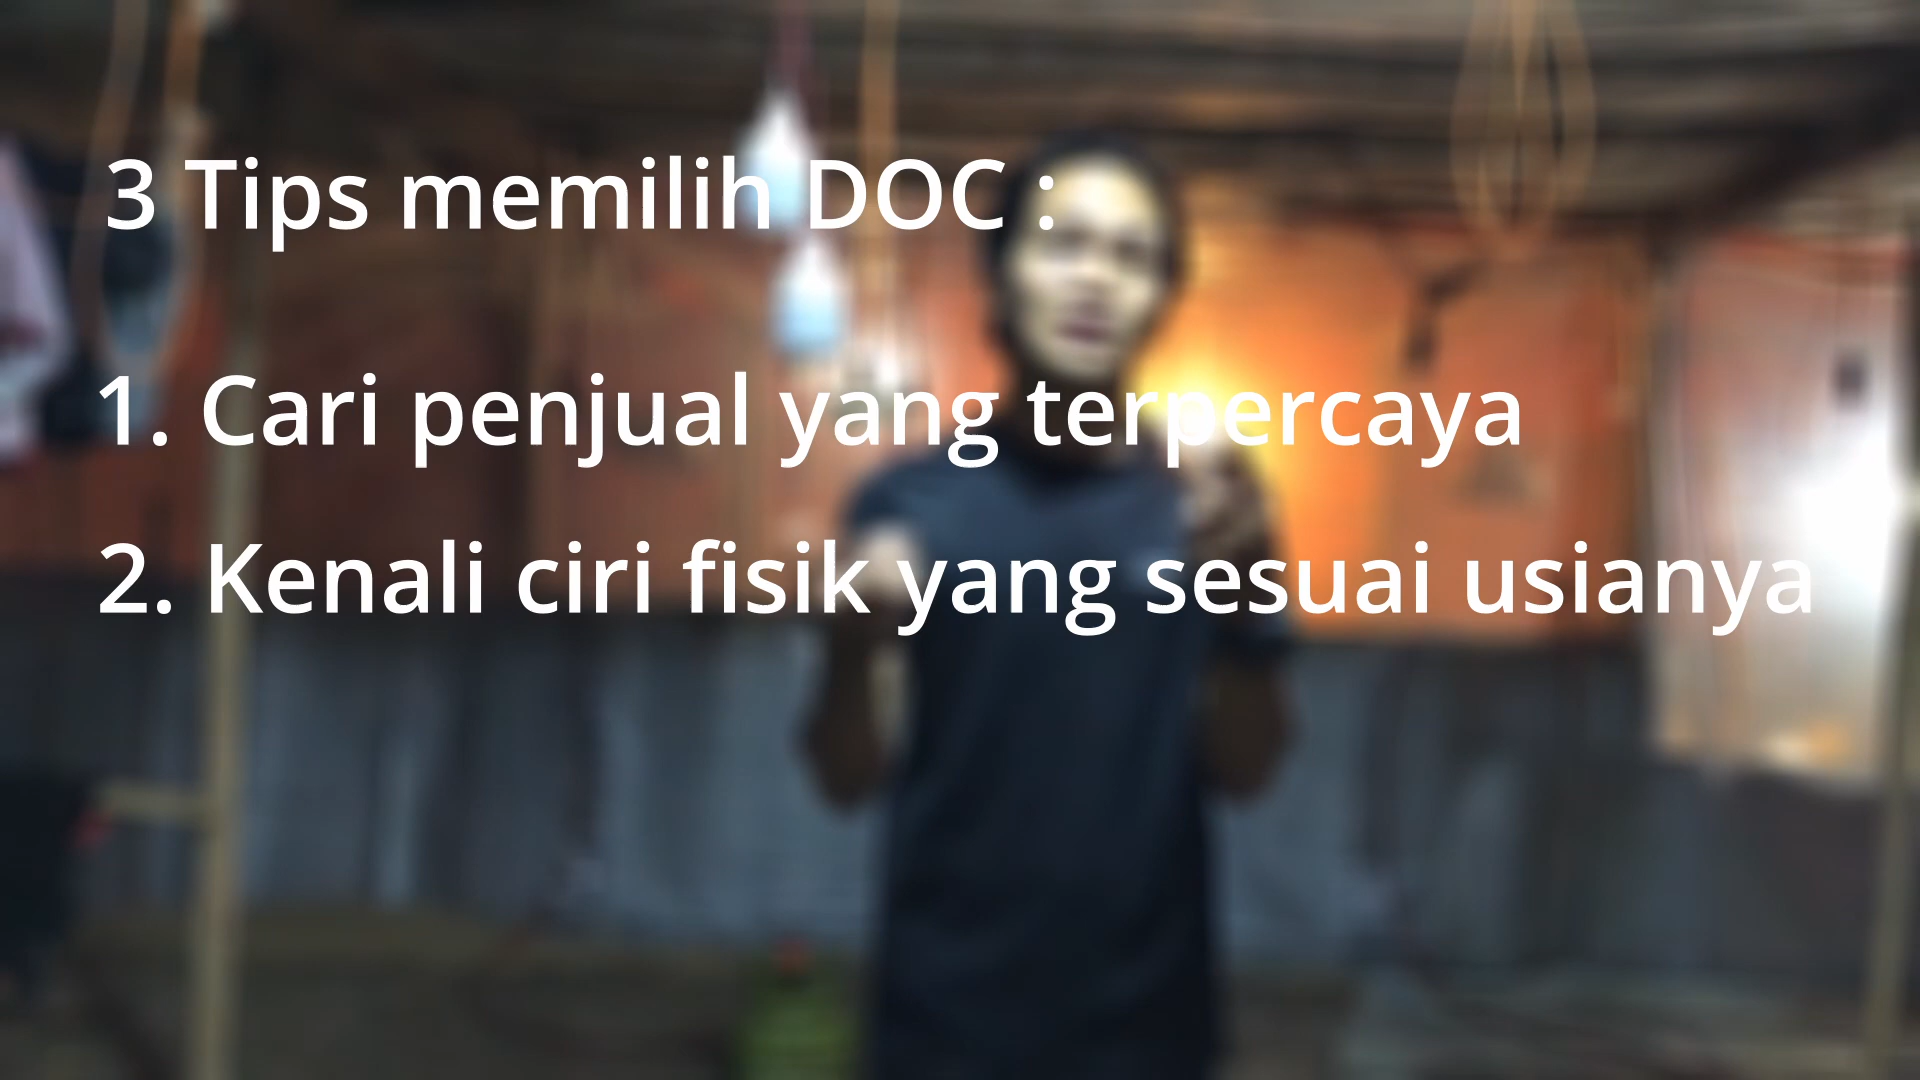 3 Tips memilih DOC :
1. Cari penjual yang terpercaya
2. Kenali ciri fisik yang sesuai usianya